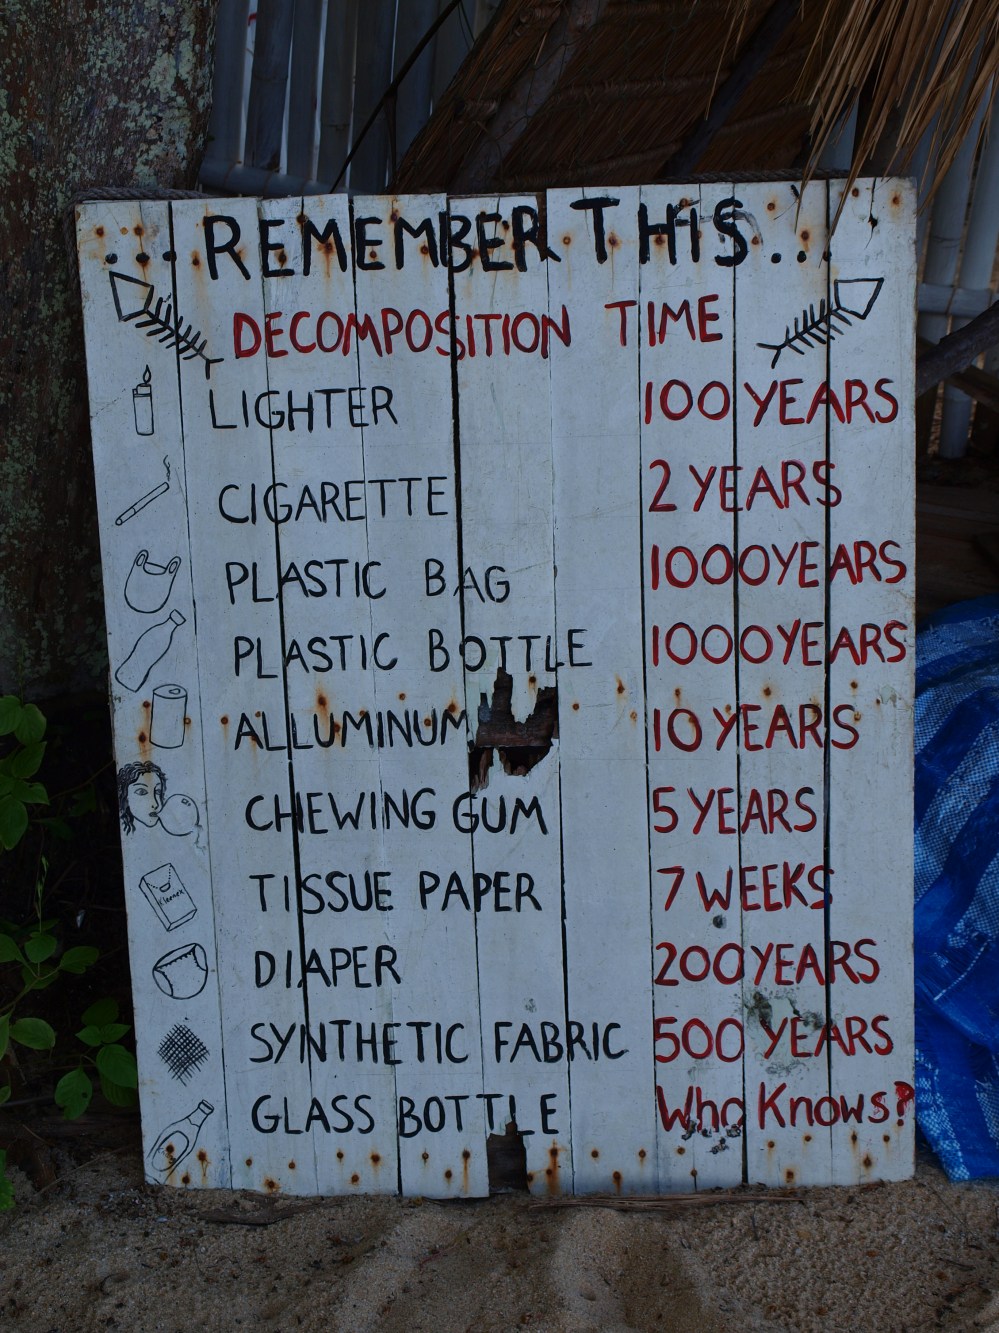 ... REMEMBER THIS...
DECOMPOSITION TIME
LIGHTER 100 YEARS
CIGARETTE 2 YEARS
PLASTIC BAG 1000 YEARS
PLASTIC BOTTLE 1000 YEARS
ALLUMINUM 10 YEARS
CHEWING GUM 5 YEARS
Kleenex TISSUE PAPER 7 WEEKS
DIAPER 200 YEARS
SYNTHETIC FABRIC 500 YEARS
GLASS BOTTLE Who Knows?